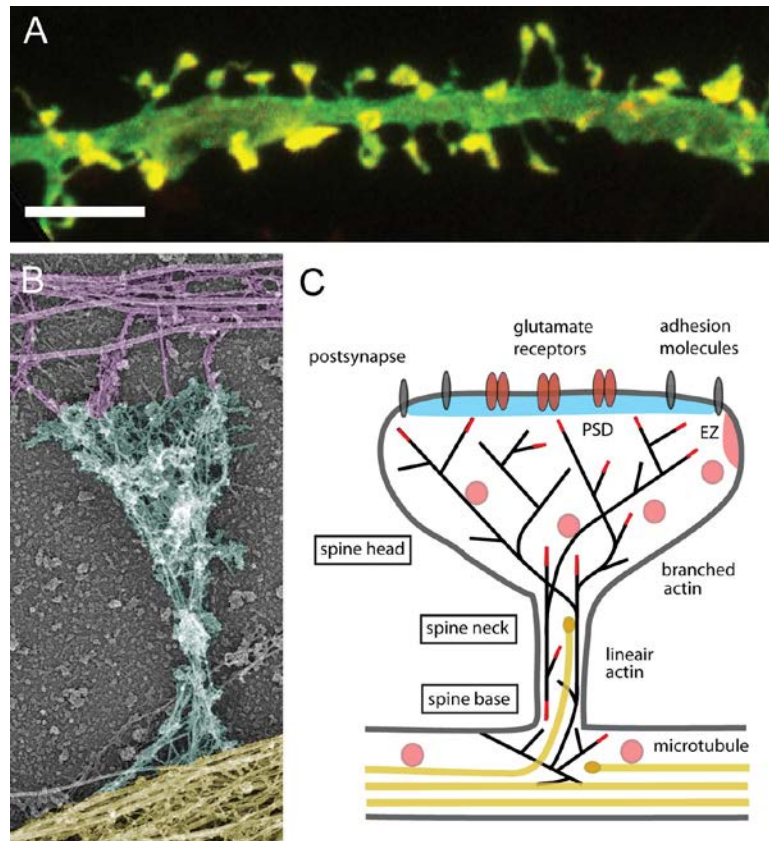 A
B
C
glutamate
receptors
adhesion
molecules
postsynapse
PSD
EZ
spine head
branched
actin
spine neck
lineair
actin
spine base
microtubule